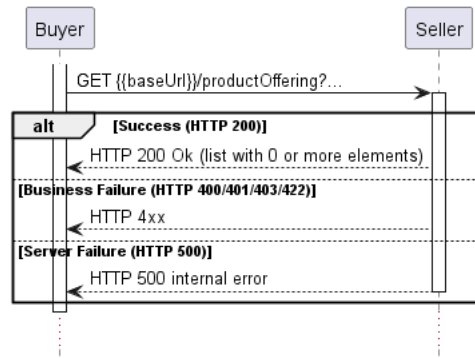 Buyer
Seller
GET {{baseUrl}}/productOffering?...
alt
[Success (HTTP 200)]
HTTP 200 Ok (list with 0 or more elements)
[Business Failure (HTTP 400/401/403/422)]
HTTP 4xx
[Server Failure (HTTP 500)]
HTTP 500 internal error